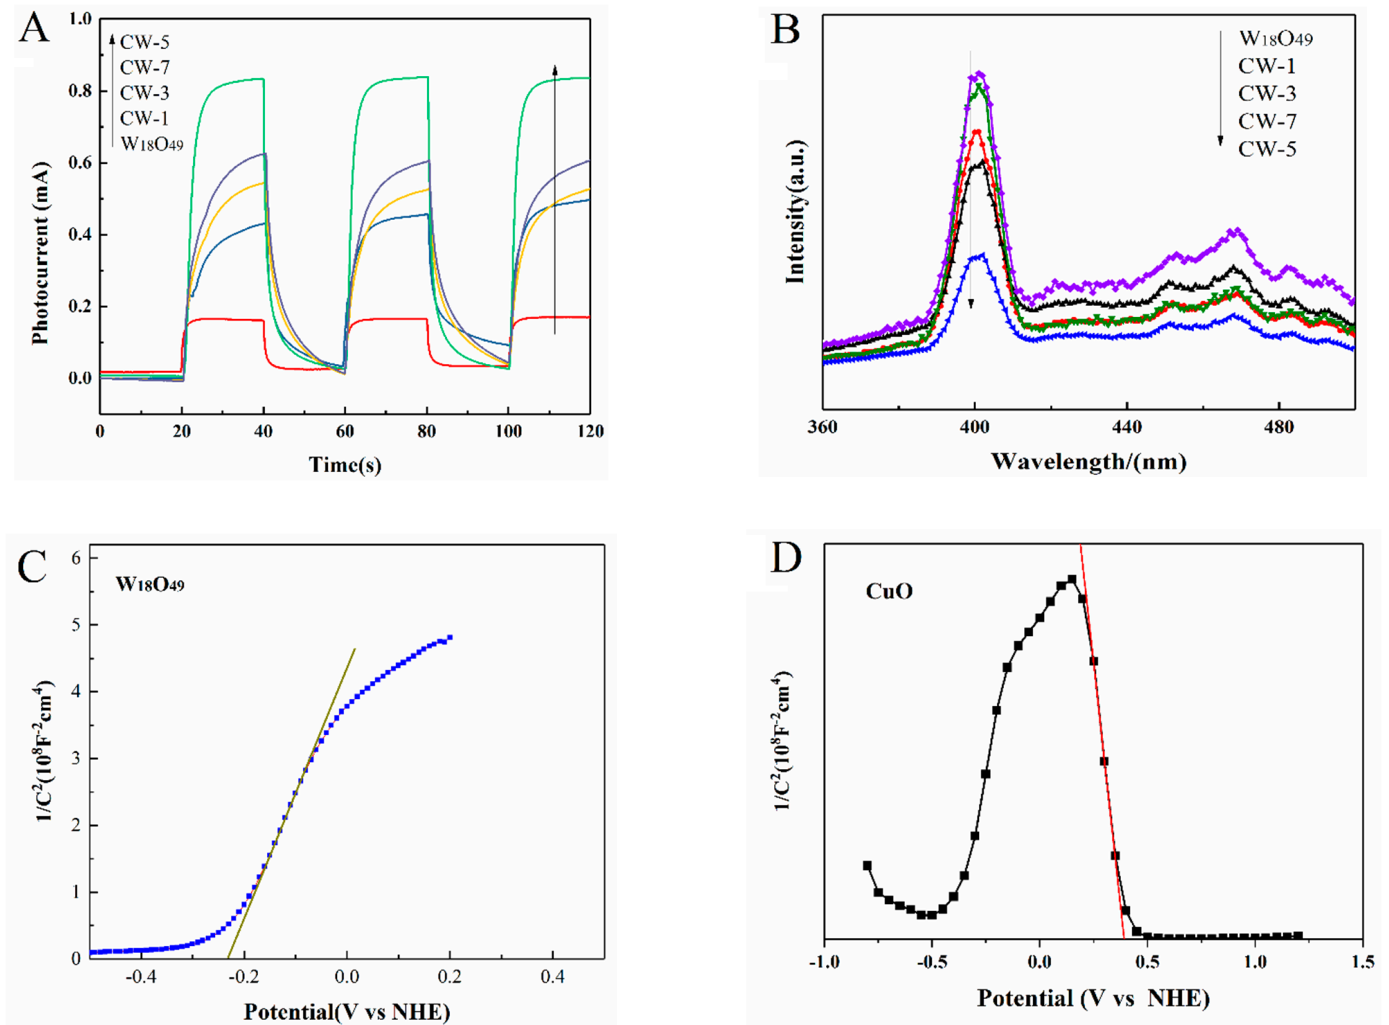 A
1.0
0.8
0.6
0.4
0.2
0.0
Photocurrent (mA)
CW-5
CW-7
CW-3
CW-1
W18O49
0 20 40 60 80 100 120
Time(s)
B
Intensity(a.u.)
W18O49
CW-1
CW-3
CW-7
CW-5
360 400 440 480
Wavelength/(nm)
C
6
5
4
3
2
1
0
1/C²(10⁸F⁻²cm⁴)
W18O49
-0.4 -0.2 0.0 0.2 0.4
Potential(V vs NHE)
D
1/C²(10⁸F⁻²cm⁴)
CuO
-1.0 -0.5 0.0 0.5 1.0 1.5
Potential (V vs NHE)